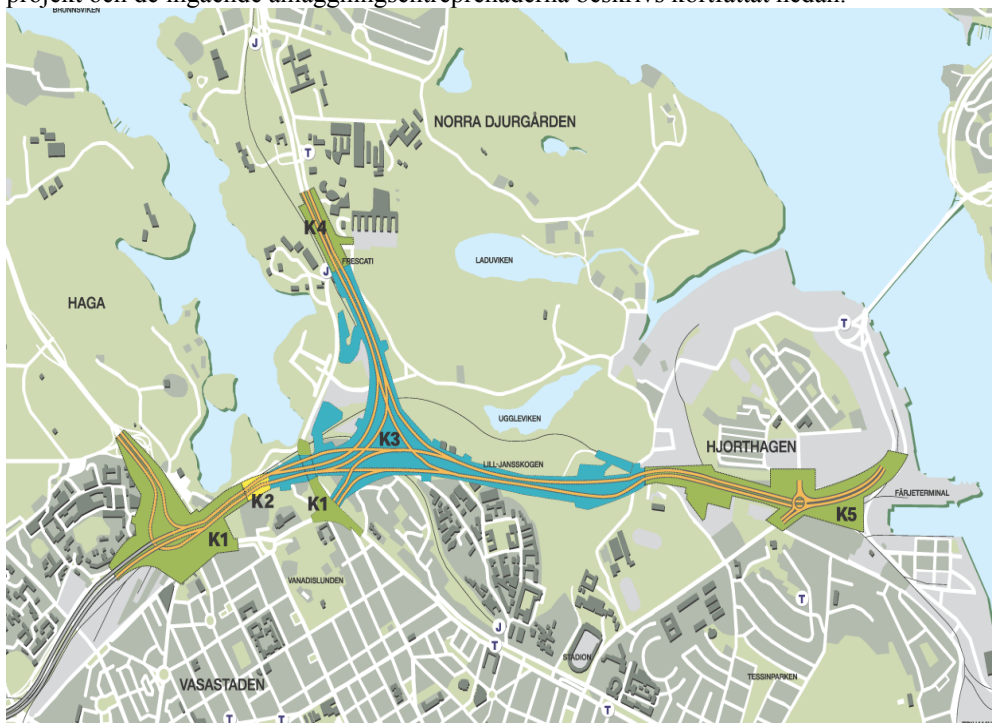 projekt och de ingående anläggningsentreprenaderna beskrivs kortfattat nedan.
BRUNNSVIKEN
J
NORRA DJURGÅRDEN
T
K4
FRESCATI
LADUVIKEN
J
HAGA
T
UGGLEVIKEN
K3
HJORTHAGEN
LILL-JANSSKOGEN
K2
K1
FÄRJETERMINAL
K5
K1
VANADISLUNDEN
T
J
T
STADION
TESSINPARKEN
VASASTADEN
T
T
T